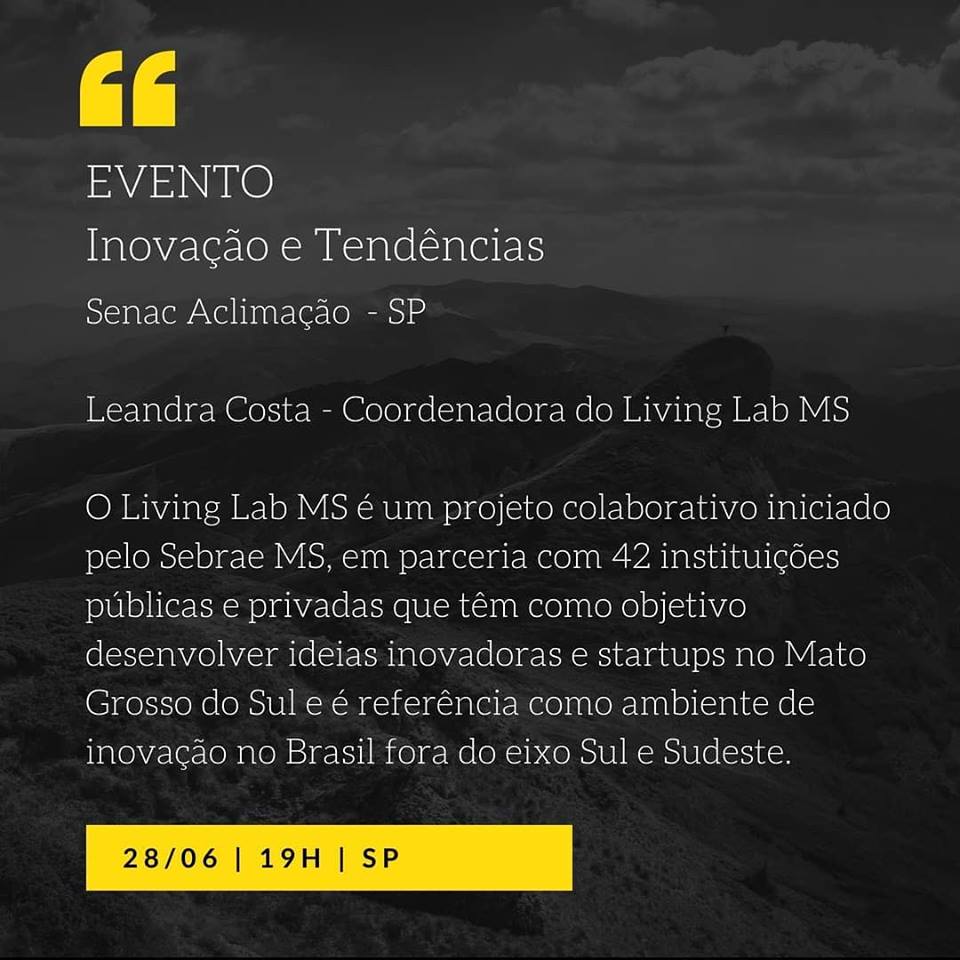 “
EVENTO
Inovação e Tendências
Senac Aclimação - SP
Leandra Costa - Coordenadora do Living Lab MS
O Living Lab MS é um projeto colaborativo iniciado
pelo Sebrae MS, em parceria com 42 instituições
públicas e privadas que têm como objetivo
desenvolver ideias inovadoras e startups no Mato
Grosso do Sul e é referência como ambiente de
inovação no Brasil fora do eixo Sul e Sudeste.
28/06 | 19H | SP